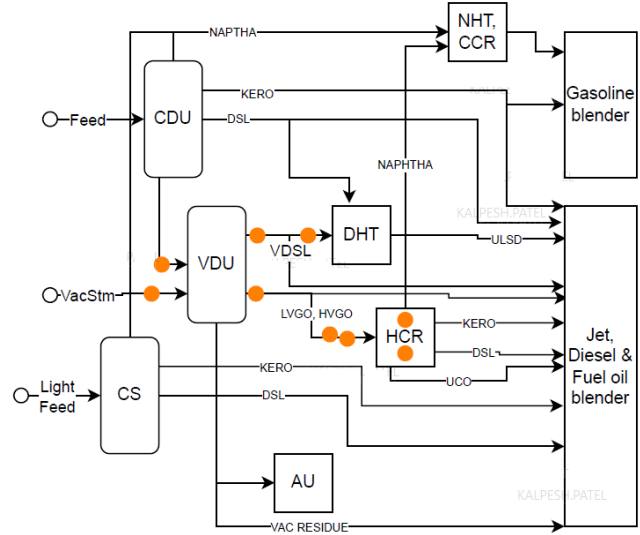 NAPTHA
NHT,
CCR
Gasoline
blender
CDU
KERO
Feed
DSL
NAPHTHA
KALPESH.PATEL
DHT
ULSD
VDU
VDSL
VacStm
LVGO, HVGO
HCR
KERO
DSL
UCO
Jet,
Diesel &
Fuel oil
blender
Light
Feed
CS
KERO
DSL
AU
KALPESH.PATEL
VAC RESIDUE